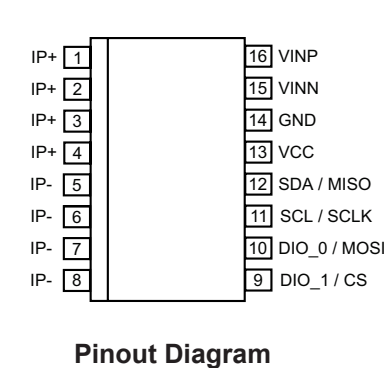 IP+ 1 16 VINP
IP+ 2 15 VINN
IP+ 3 14 GND
IP+ 4 13 VCC
IP- 5 12 SDA / MISO
IP- 6 11 SCL / SCLK
IP- 7 10 DIO_0 / MOSI
IP- 8 9 DIO_1 / CS
Pinout Diagram